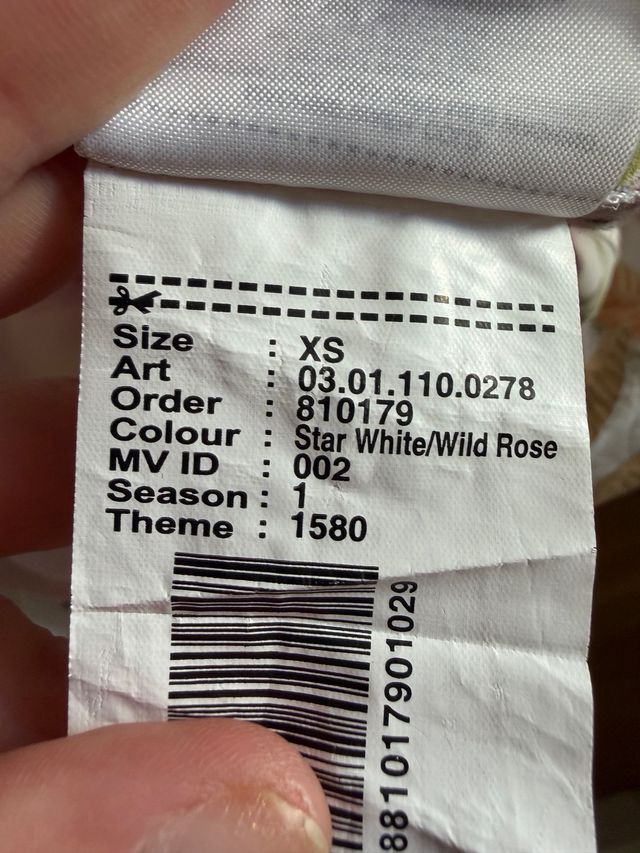 Size : XS
Art : 03.01.110.0278
Order : 810179
Colour : Star White/Wild Rose
MV ID : 002
Season : 1
Theme : 1580
881017901029